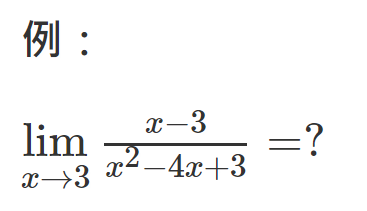 例：
lim x→3 x−3 / x²−4x+3 =?